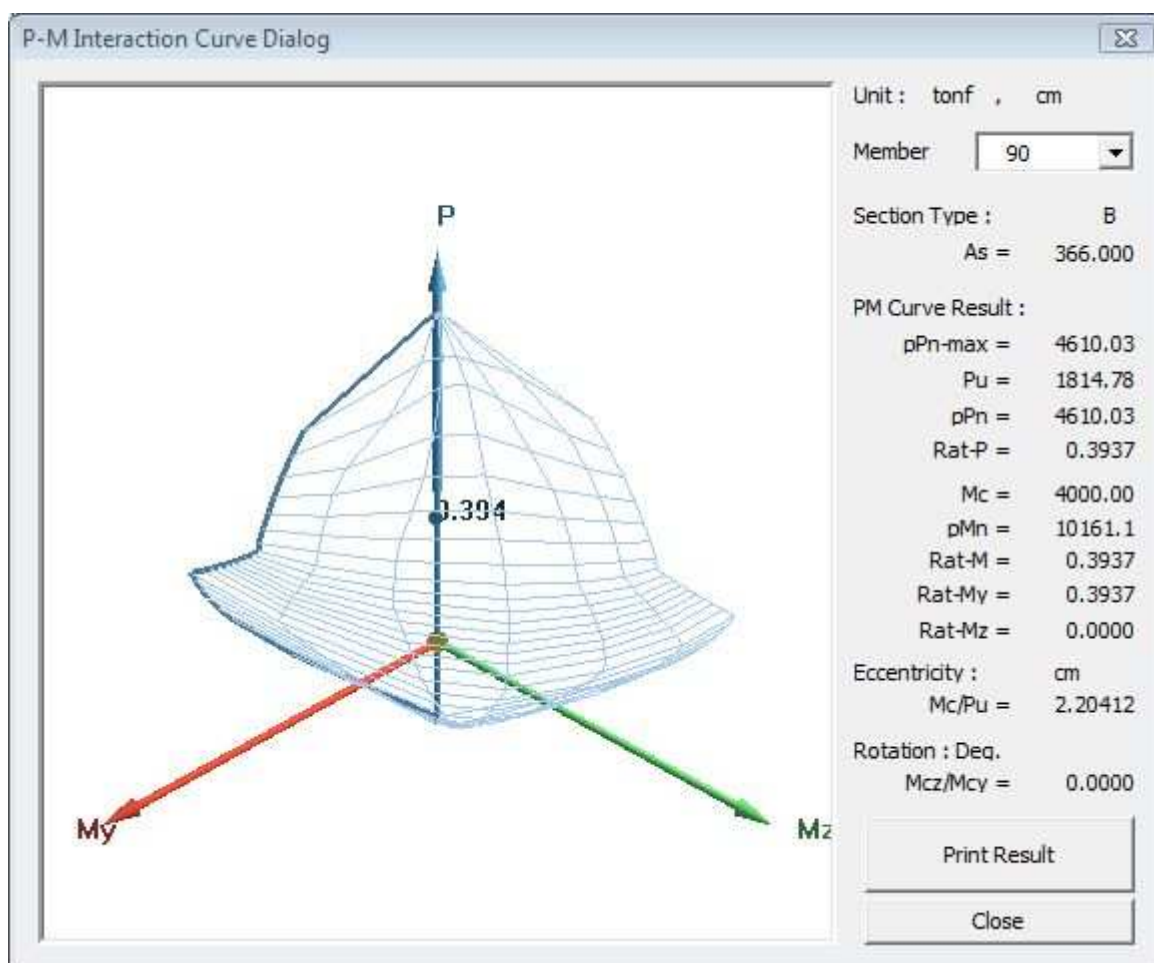 P-M Interaction Curve Dialog
P
0.394
My
Mz
Unit : tonf , cm
Member 90
Section Type : B
As = 366.000
PM Curve Result :
pPn-max = 4610.03
Pu = 1814.78
pPn = 4610.03
Rat-P = 0.3937
Mc = 4000.00
pMn = 10161.1
Rat-M = 0.3937
Rat-My = 0.3937
Rat-Mz = 0.0000
Eccentricity : cm
Mc/Pu = 2.20412
Rotation : Deg.
Mcz/Mcy = 0.0000
Print Result
Close